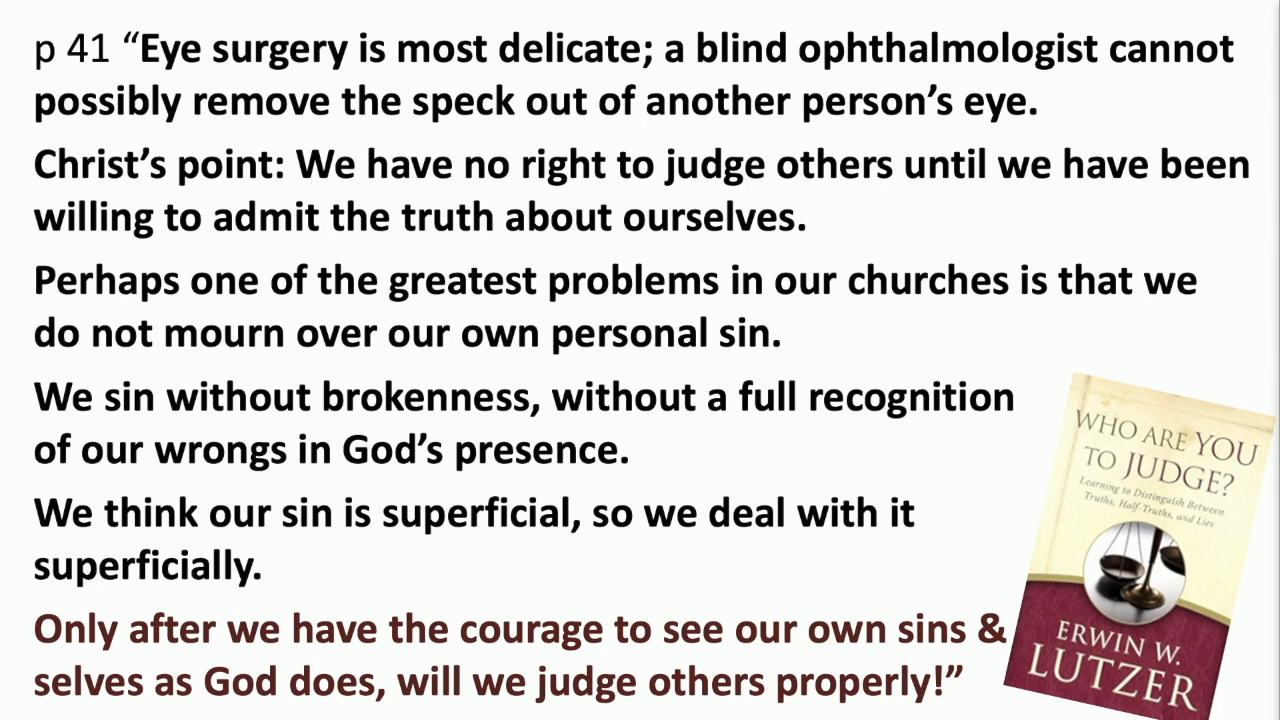 p 41 “Eye surgery is most delicate; a blind ophthalmologist cannot
possibly remove the speck out of another person’s eye.
Christ’s point: We have no right to judge others until we have been
willing to admit the truth about ourselves.
Perhaps one of the greatest problems in our churches is that we
do not mourn over our own personal sin.
We sin without brokenness, without a full recognition
of our wrongs in God’s presence.
We think our sin is superficial, so we deal with it
superficially.
Only after we have the courage to see our own sins &
selves as God does, will we judge others properly!”
WHO ARE YOU
TO JUDGE?
Learning to Distinguish Between
Truths, Half-Truths, and Lies
ERWIN W.
LUTZER